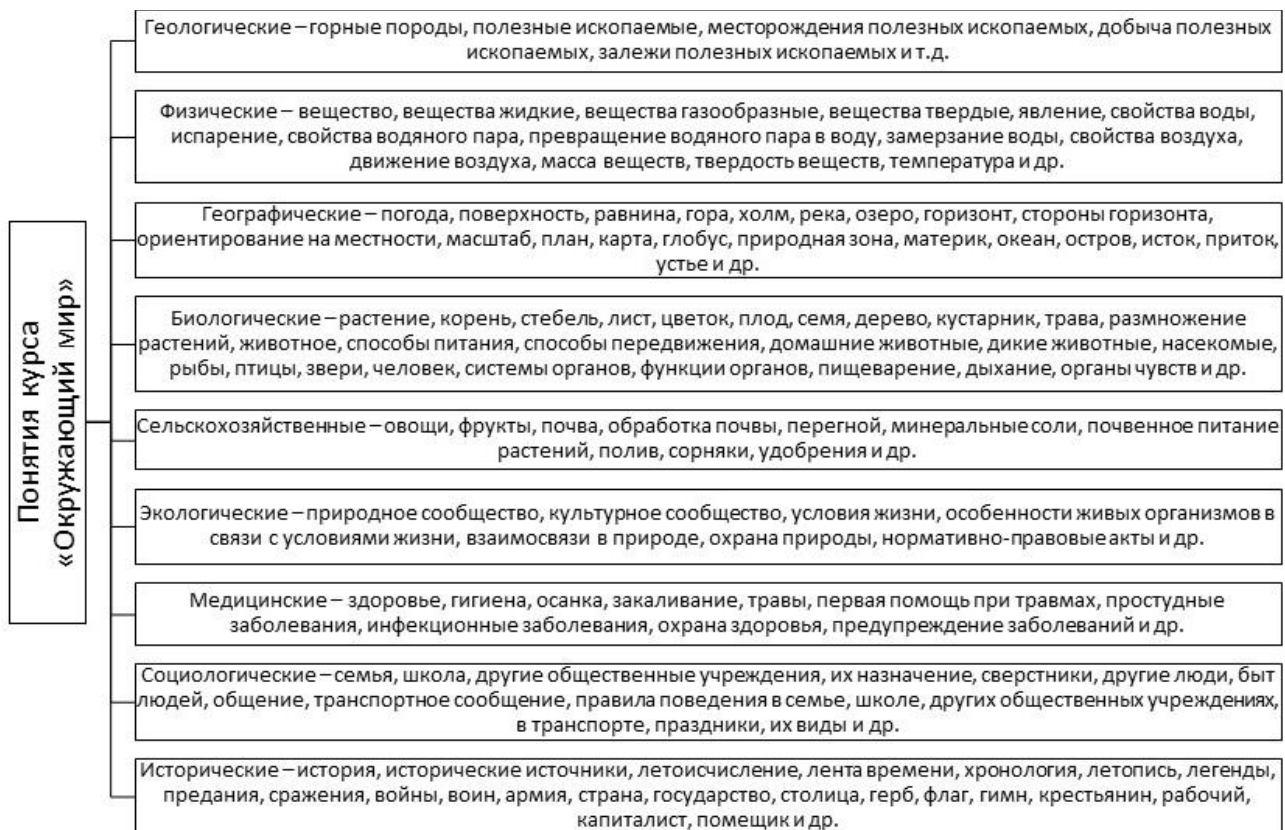 Понятия курса
«Окружающий мир»
Геологические – горные породы, полезные ископаемые, месторождения полезных ископаемых, добыча полезных
ископаемых, залежи полезных ископаемых и т.д.
Физические – вещество, вещества жидкие, вещества газообразные, вещества твердые, явление, свойства воды,
испарение, свойства водяного пара, превращение водяного пара в воду, замерзание воды, свойства воздуха,
движение воздуха, масса веществ, твердость веществ, температура и др.
Географические – погода, поверхность, равнина, гора, холм, река, озеро, горизонт, стороны горизонта,
ориентирование на местности, масштаб, план, карта, глобус, природная зона, материк, океан, остров, исток, приток,
устье и др.
Биологические – растение, корень, стебель, лист, цветок, плод, семя, дерево, кустарник, трава, размножение
растений, животное, способы питания, способы передвижения, домашние животные, дикие животные, насекомые,
рыбы, птицы, звери, человек, системы органов, функции органов, пищеварение, дыхание, органы чувств и др.
Сельскохозяйственные – овощи, фрукты, почва, обработка почвы, перегной, минеральные соли, почвенное питание
растений, полив, сорняки, удобрения и др.
Экологические – природное сообщество, культурное сообщество, условия жизни, особенности живых организмов в
связи с условиями жизни, взаимосвязи в природе, охрана природы, нормативно-правовые акты и др.
Медицинские – здоровье, гигиена, осанка, закаливание, травы, первая помощь при травмах, простудные
заболевания, инфекционные заболевания, охрана здоровья, предупреждение заболеваний и др.
Социологические – семья, школа, другие общественные учреждения, их назначение, сверстники, другие люди, быт
людей, общение, транспортное сообщение, правила поведения в семье, школе, других общественных учреждениях,
в транспорте, праздники, их виды и др.
Исторические – история, исторические источники, летоисчисление, лента времени, хронология, летопись, легенды,
предания, сражения, войны, воин, армия, страна, государство, столица, герб, флаг, гимн, крестьянин, рабочий,
капиталист, помещик и др.